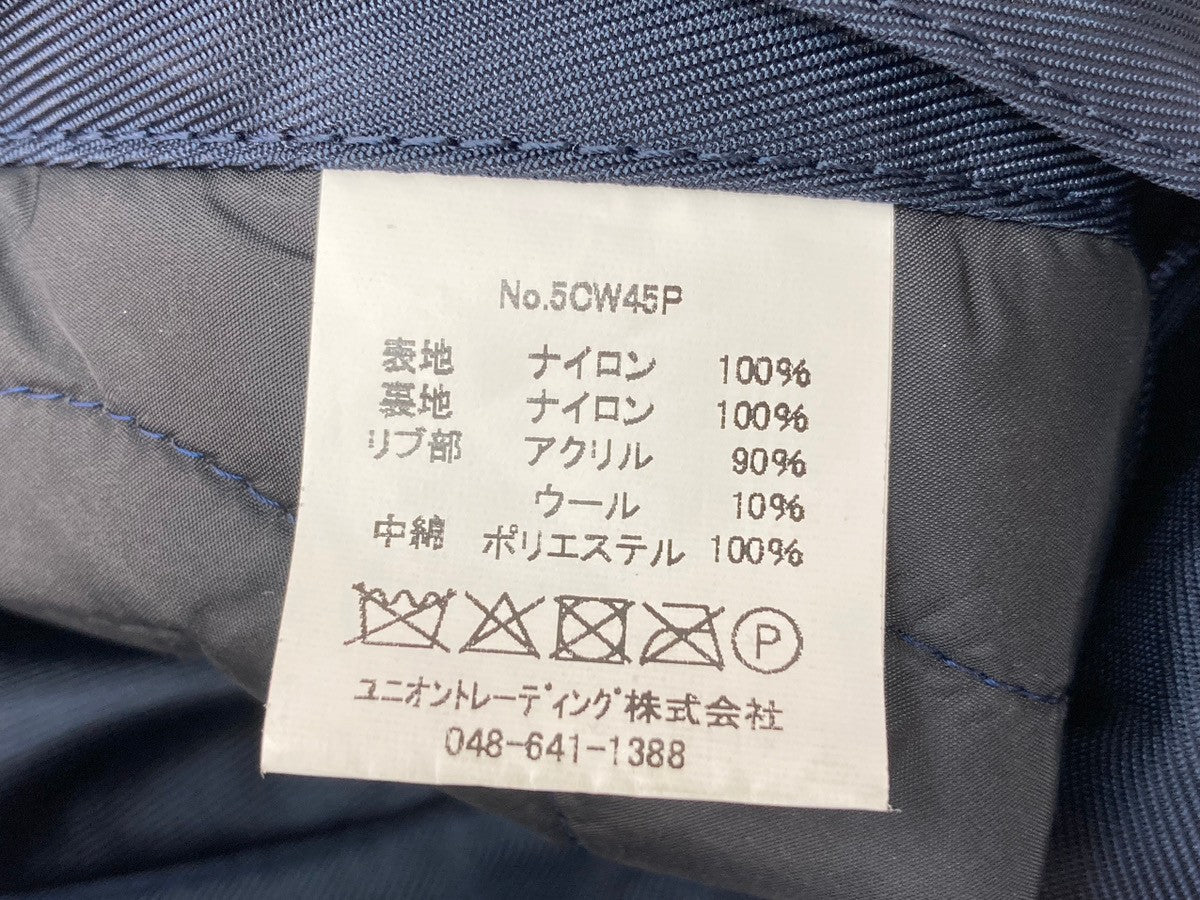 No.5CW45P
表地 ナイロン 100%
裏地 ナイロン 100%
リブ部 アクリル 90%
ウール 10%
中綿 ポリエステル 100%
P
ユニオントレーディング株式会社
048-641-1388